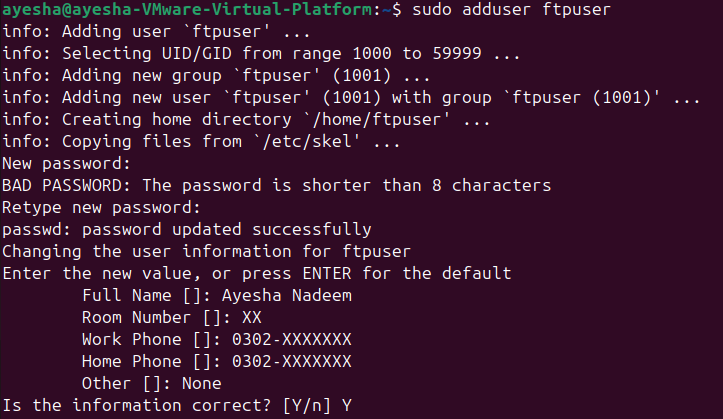 ayesha@ayesha-VMware-Virtual-Platform:~$ sudo adduser ftpuser
info: Adding user `ftpuser' ...
info: Selecting UID/GID from range 1000 to 59999 ...
info: Adding new group `ftpuser' (1001) ...
info: Adding new user `ftpuser' (1001) with group `ftpuser (1001)' ...
info: Creating home directory `/home/ftpuser' ...
info: Copying files from `/etc/skel' ...
New password:
BAD PASSWORD: The password is shorter than 8 characters
Retype new password:
passwd: password updated successfully
Changing the user information for ftpuser
Enter the new value, or press ENTER for the default
        Full Name []: Ayesha Nadeem
        Room Number []: XX
        Work Phone []: 0302-XXXXXXX
        Home Phone []: 0302-XXXXXXX
        Other []: None
Is the information correct? [Y/n] Y